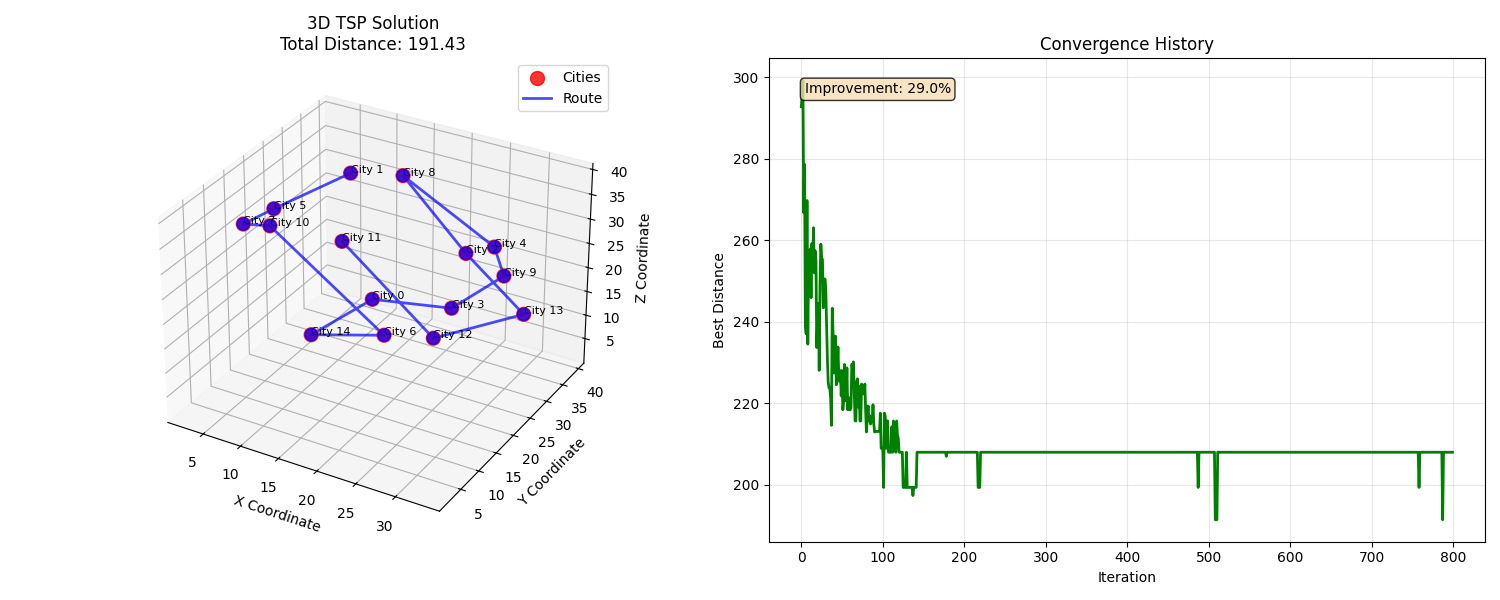 3D TSP Solution
Total Distance: 191.43
Cities
Route
City 1
City 8
City 5
City 10
City 11
City 4
City 9
City 0
City 3
City 13
City 14
City 6
City 12
40
35
30
25
20
15
10
5
Z Coordinate
5
10
15
20
25
30
X Coordinate
5
10
15
20
25
30
35
40
Y Coordinate
Convergence History
Improvement: 29.0%
300
280
260
240
220
200
Best Distance
0 100 200 300 400 500 600 700 800
Iteration